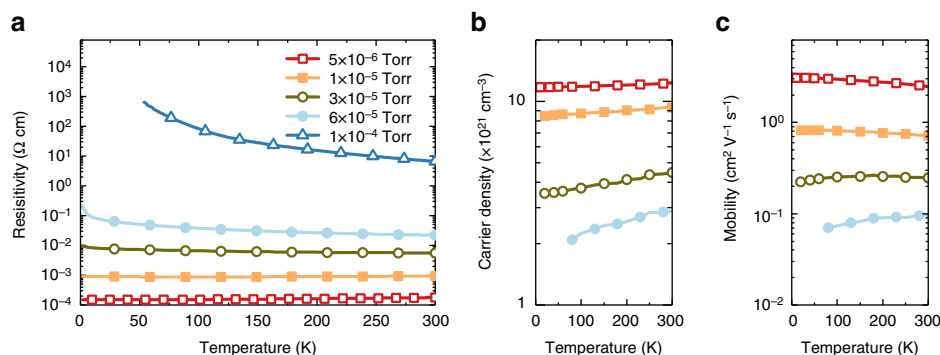 a
Resisitivity (Ω cm)
10⁵
10⁴
10³
10²
10¹
10⁰
10⁻¹
10⁻²
10⁻³
10⁻⁴
0 50 100 150 200 250 300
Temperature (K)
5×10⁻⁶ Torr
1×10⁻⁵ Torr
3×10⁻⁵ Torr
6×10⁻⁵ Torr
1×10⁻⁴ Torr
b
Carrier density (×10²¹ cm⁻³)
10
1
0 100 200 300
Temperature (K)
c
Mobility (cm² V⁻¹ s⁻¹)
10⁰
10⁻¹
10⁻²
0 100 200 300
Temperature (K)